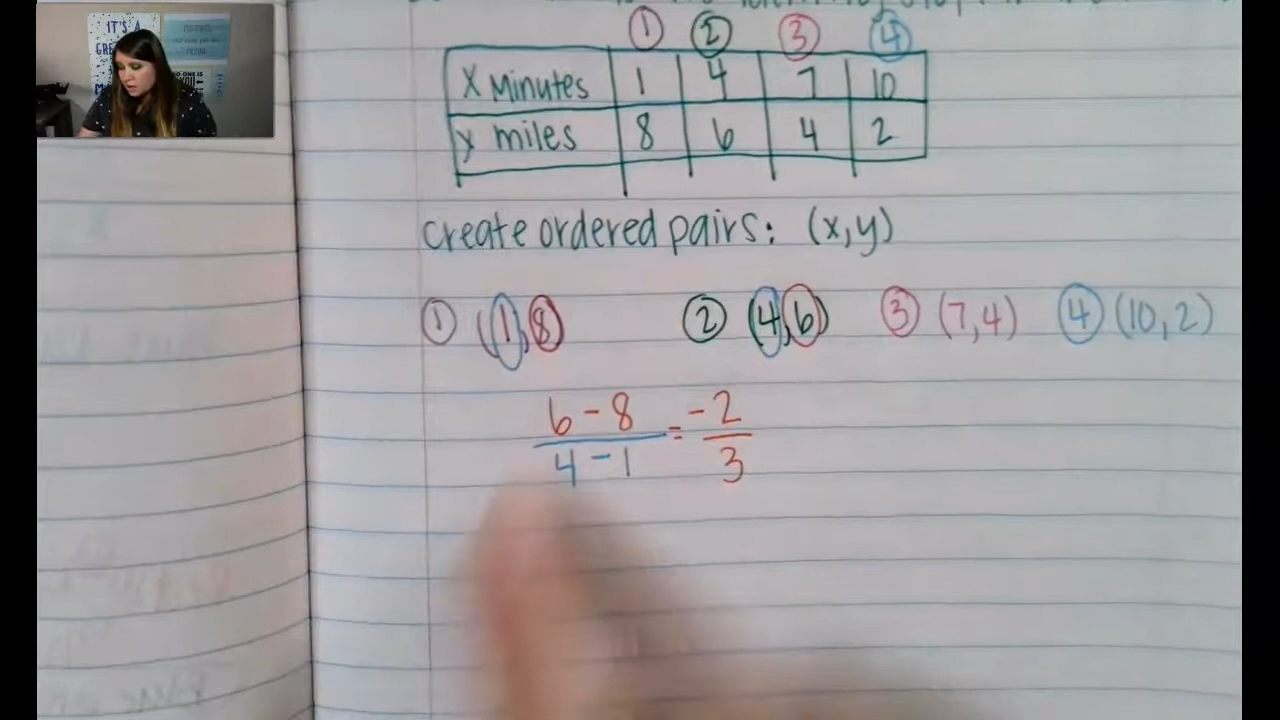 IT'S A
① ② ③ ④
X Minutes 1 4 7 10
y miles 8 6 4 2
create ordered pairs: (x,y)
① (1,8) ② (4,6) ③ (7,4) ④ (10,2)
6 - 8 = -2
4 - 1 3